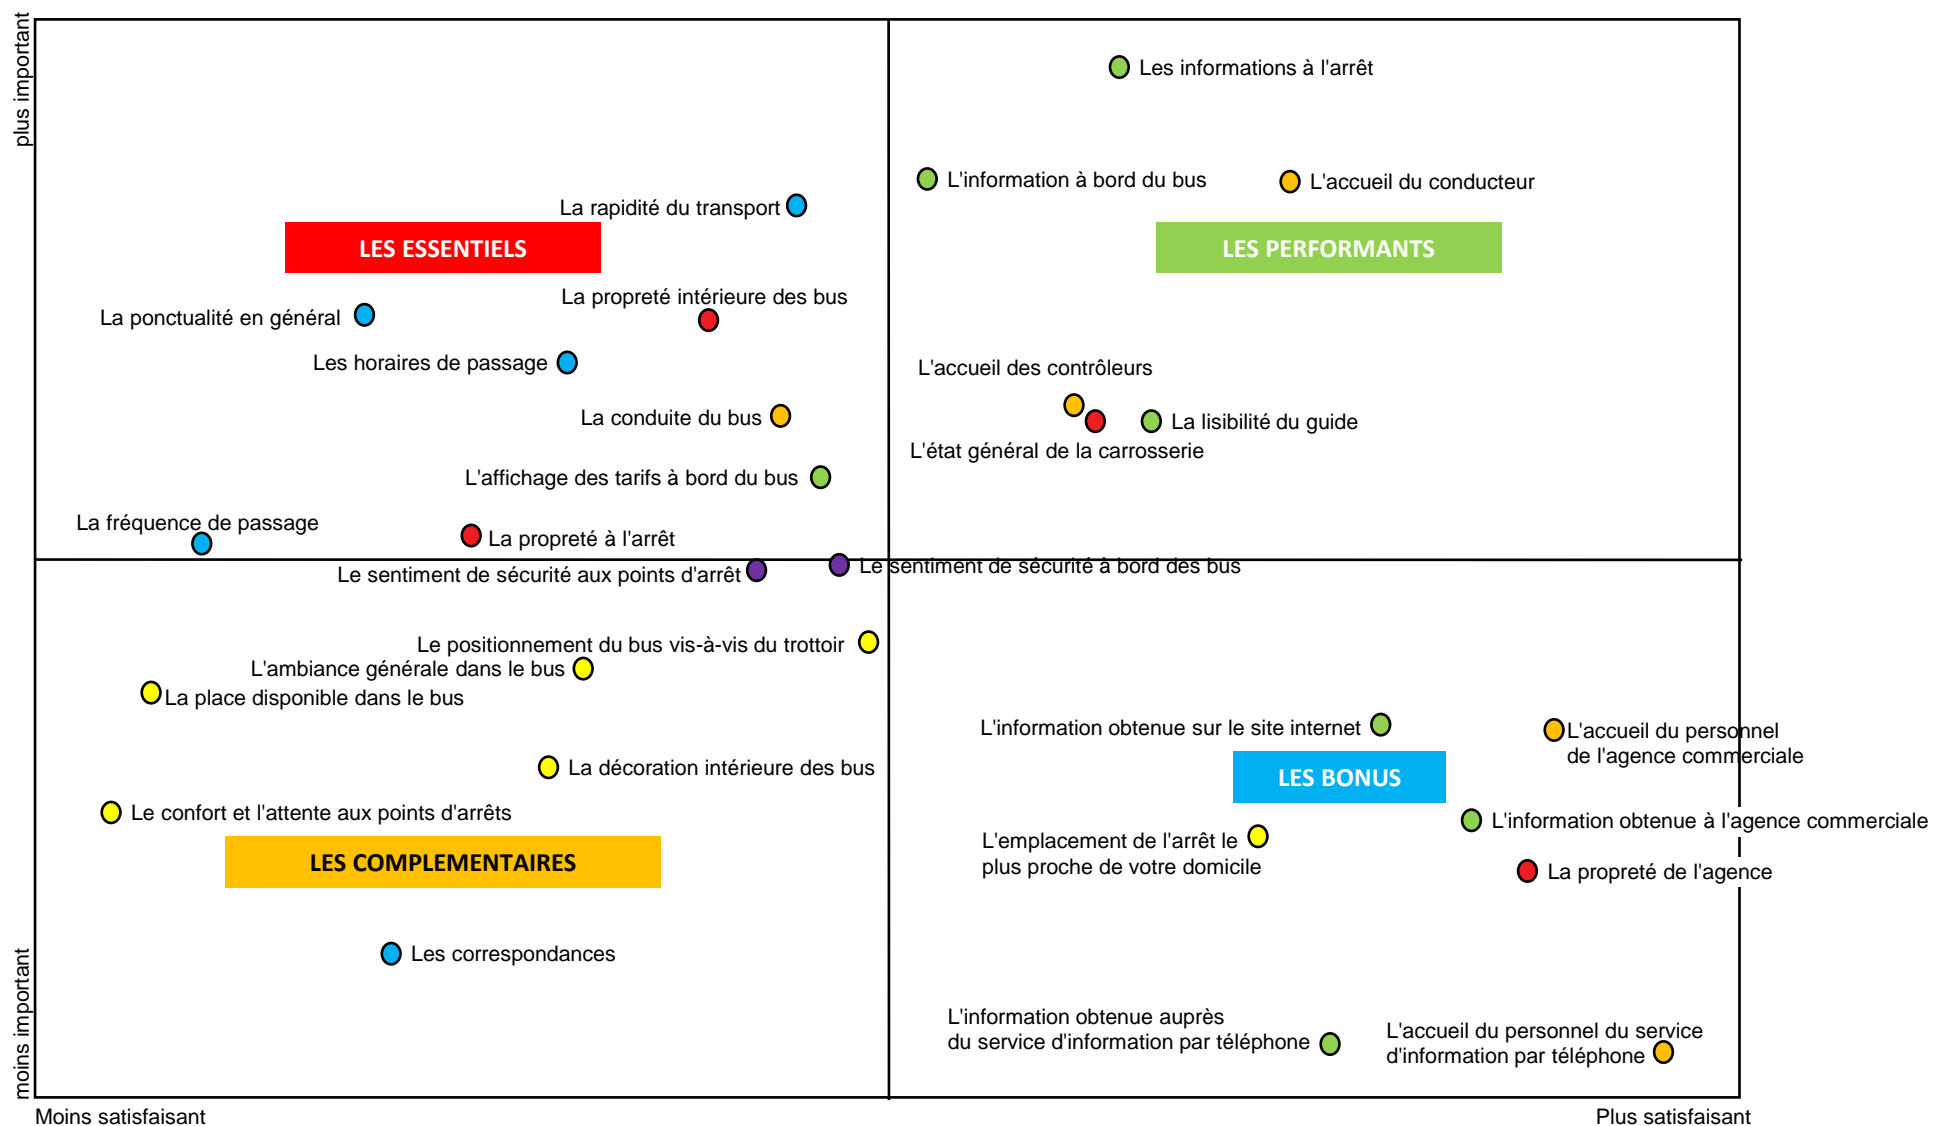 plus important
Les informations à l'arrêt
L'information à bord du bus
L'accueil du conducteur
La rapidité du transport
LES ESSENTIELS
LES PERFORMANTS
La propreté intérieure des bus
La ponctualité en général
Les horaires de passage
L'accueil des contrôleurs
La conduite du bus
La lisibilité du guide
L'état général de la carrosserie
L'affichage des tarifs à bord du bus
La fréquence de passage
La propreté à l'arrêt
Le sentiment de sécurité aux points d'arrêt
Le sentiment de sécurité à bord des bus
Le positionnement du bus vis-à-vis du trottoir
L'ambiance générale dans le bus
La place disponible dans le bus
L'information obtenue sur le site internet
L'accueil du personnel
de l'agence commerciale
La décoration intérieure des bus
LES BONUS
Le confort et l'attente aux points d'arrêts
L'information obtenue à l'agence commerciale
L'emplacement de l'arrêt le
plus proche de votre domicile
LES COMPLEMENTAIRES
La propreté de l'agence
Les correspondances
L'information obtenue auprès
du service d'information par téléphone
L'accueil du personnel du service
d'information par téléphone
moins important
Moins satisfaisant
Plus satisfaisant